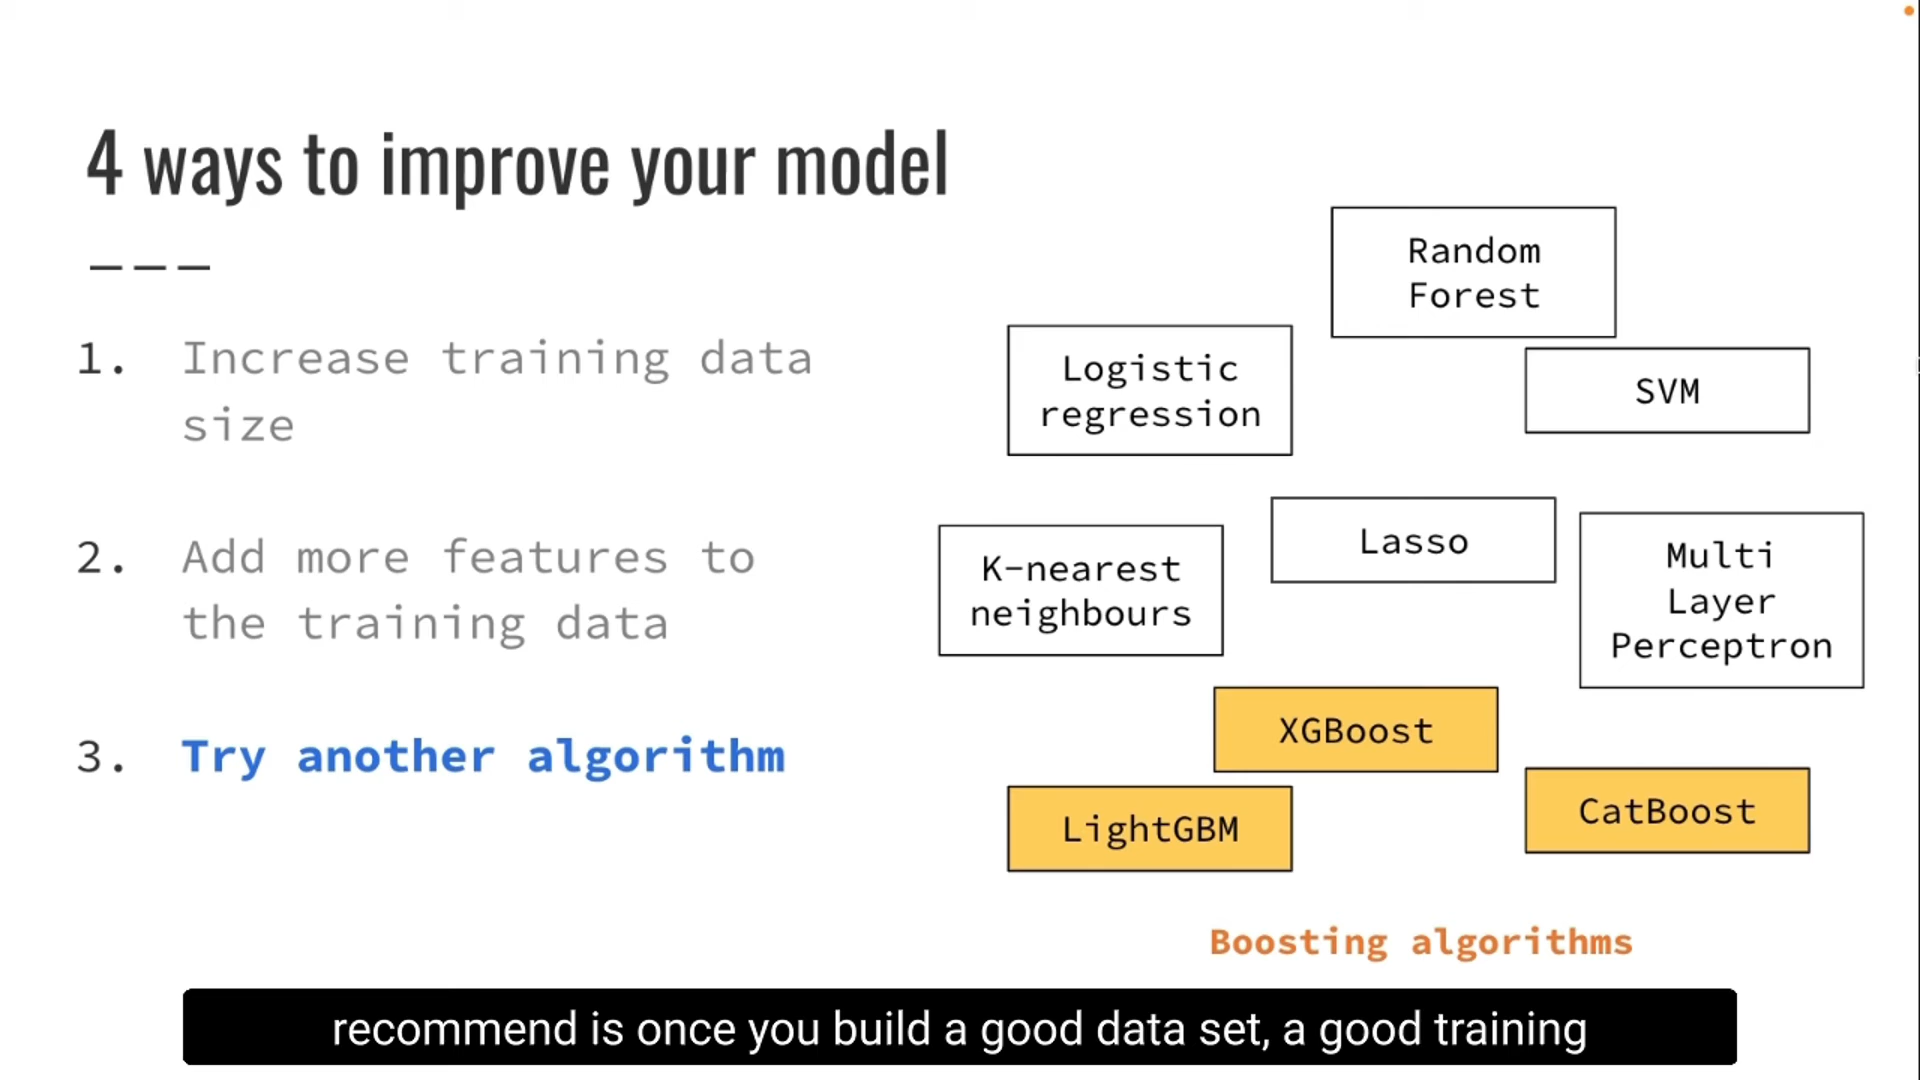 4 ways to improve your model
1. Increase training data
size
2. Add more features to
the training data
3. Try another algorithm
Random
Forest
Logistic
regression
SVM
Lasso
K-nearest
neighbours
Multi
Layer
Perceptron
XGBoost
CatBoost
LightGBM
Boosting algorithms
recommend is once you build a good data set, a good training